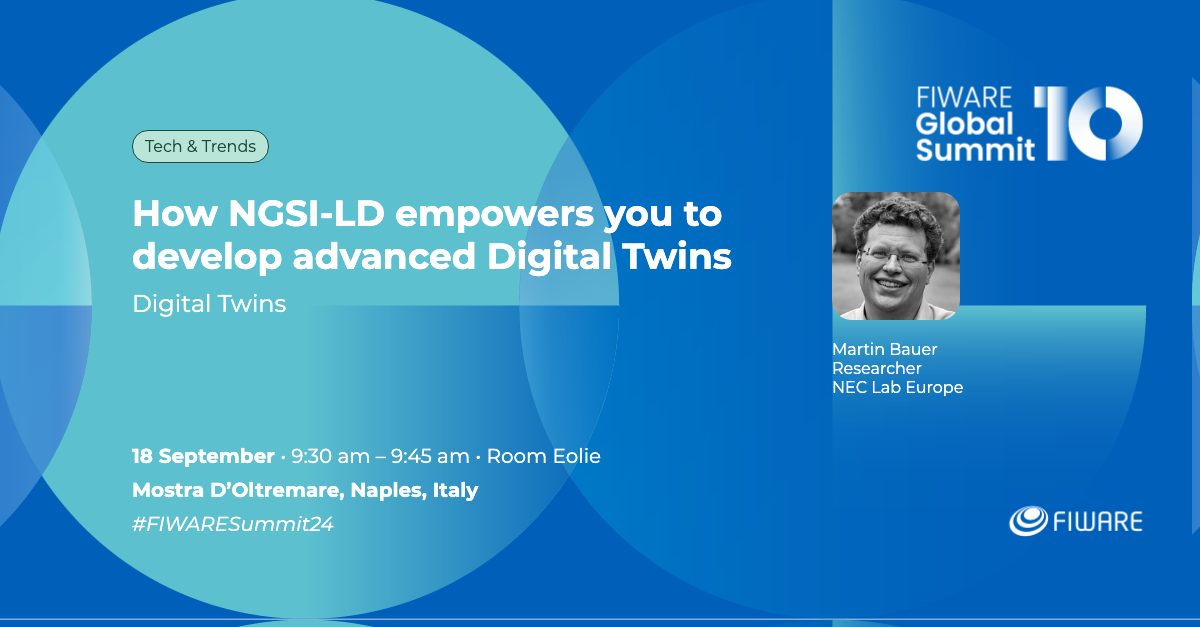 Tech & Trends
How NGSI-LD empowers you to
develop advanced Digital Twins
Digital Twins
18 September · 9:30 am – 9:45 am · Room Eolie
Mostra D’Oltremare, Naples, Italy
#FIWARESummit24
FIWARE
Global
Summit 10
Martin Bauer
Researcher
NEC Lab Europe
FIWARE